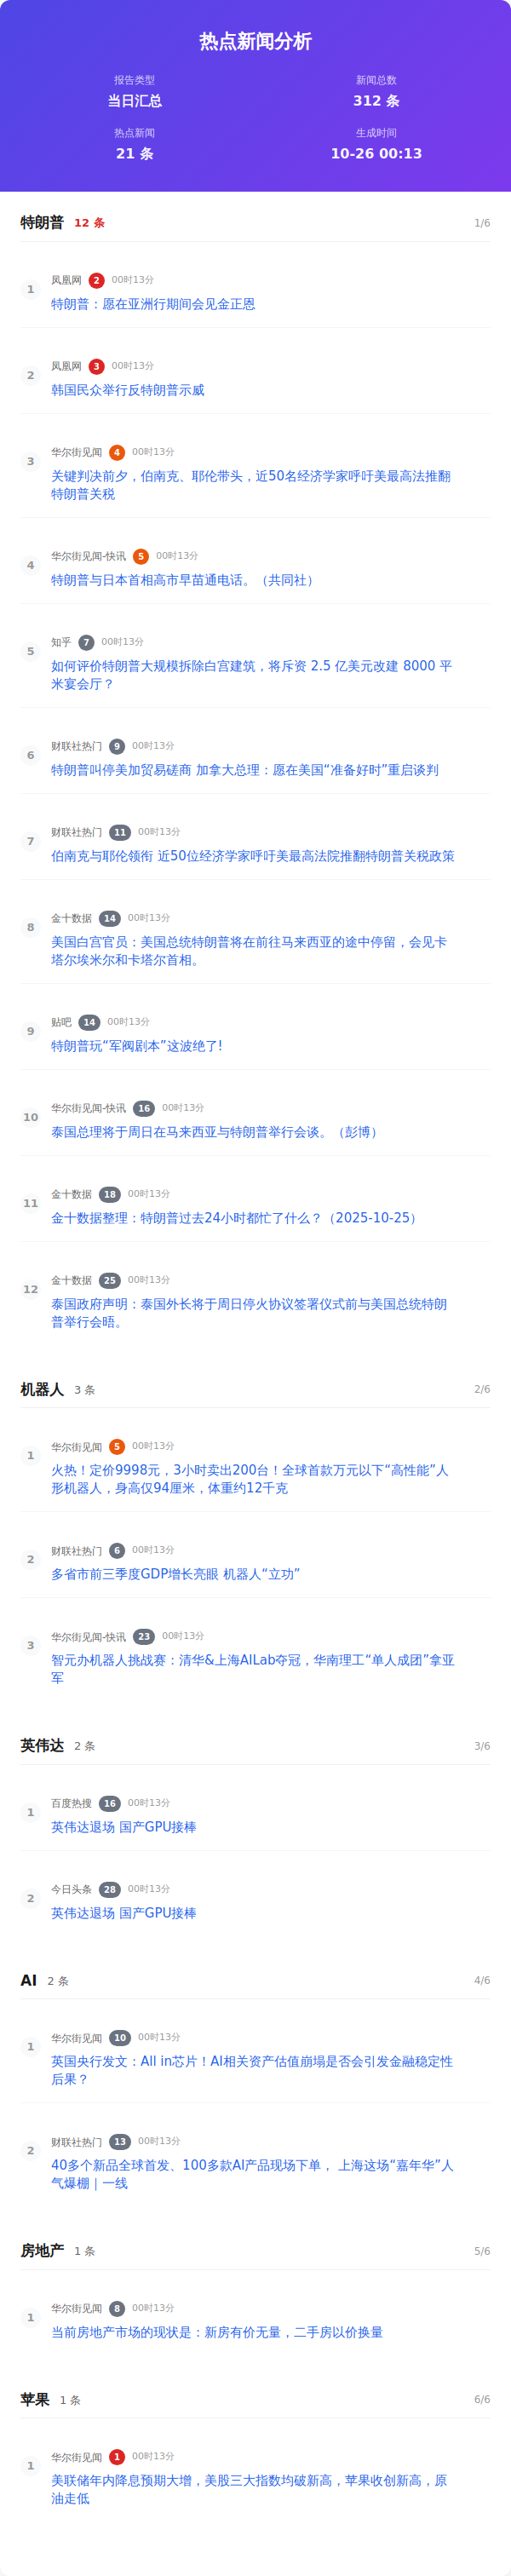 热点新闻分析
报告类型
新闻总数
当日汇总
312 条
热点新闻
生成时间
21 条
10-26 00:13
特朗普 12 条 1/6
1
凤凰网 2 00时13分
特朗普：愿在亚洲行期间会见金正恩
2
凤凰网 3 00时13分
韩国民众举行反特朗普示威
3
华尔街见闻 4 00时13分
关键判决前夕，伯南克、耶伦带头，近50名经济学家呼吁美最高法推翻
特朗普关税
4
华尔街见闻-快讯 5 00时13分
特朗普与日本首相高市早苗通电话。（共同社）
5
知乎 7 00时13分
如何评价特朗普大规模拆除白宫建筑，将斥资 2.5 亿美元改建 8000 平
米宴会厅？
6
财联社热门 9 00时13分
特朗普叫停美加贸易磋商 加拿大总理：愿在美国“准备好时”重启谈判
7
财联社热门 11 00时13分
伯南克与耶伦领衔 近50位经济学家呼吁美最高法院推翻特朗普关税政策
8
金十数据 14 00时13分
美国白宫官员：美国总统特朗普将在前往马来西亚的途中停留，会见卡
塔尔埃米尔和卡塔尔首相。
9
贴吧 14 00时13分
特朗普玩“军阀剧本”这波绝了!
10
华尔街见闻-快讯 16 00时13分
泰国总理将于周日在马来西亚与特朗普举行会谈。（彭博）
11
金十数据 18 00时13分
金十数据整理：特朗普过去24小时都忙了什么？（2025-10-25）
12
金十数据 25 00时13分
泰国政府声明：泰国外长将于周日停火协议签署仪式前与美国总统特朗
普举行会晤。
机器人 3 条 2/6
1
华尔街见闻 5 00时13分
火热！定价9998元，3小时卖出200台！全球首款万元以下“高性能”人
形机器人，身高仅94厘米，体重约12千克
2
财联社热门 6 00时13分
多省市前三季度GDP增长亮眼 机器人“立功”
3
华尔街见闻-快讯 23 00时13分
智元办机器人挑战赛：清华&上海AILab夺冠，华南理工“单人成团”拿亚
军
英伟达 2 条 3/6
1
百度热搜 16 00时13分
英伟达退场 国产GPU接棒
2
今日头条 28 00时13分
英伟达退场 国产GPU接棒
AI 2 条 4/6
1
华尔街见闻 10 00时13分
英国央行发文：All in芯片！AI相关资产估值崩塌是否会引发金融稳定性
后果？
2
财联社热门 13 00时13分
40多个新品全球首发、100多款AI产品现场下单， 上海这场“嘉年华”人
气爆棚｜一线
房地产 1 条 5/6
1
华尔街见闻 8 00时13分
当前房地产市场的现状是：新房有价无量，二手房以价换量
苹果 1 条 6/6
1
华尔街见闻 1 00时13分
美联储年内降息预期大增，美股三大指数均破新高，苹果收创新高，原
油走低